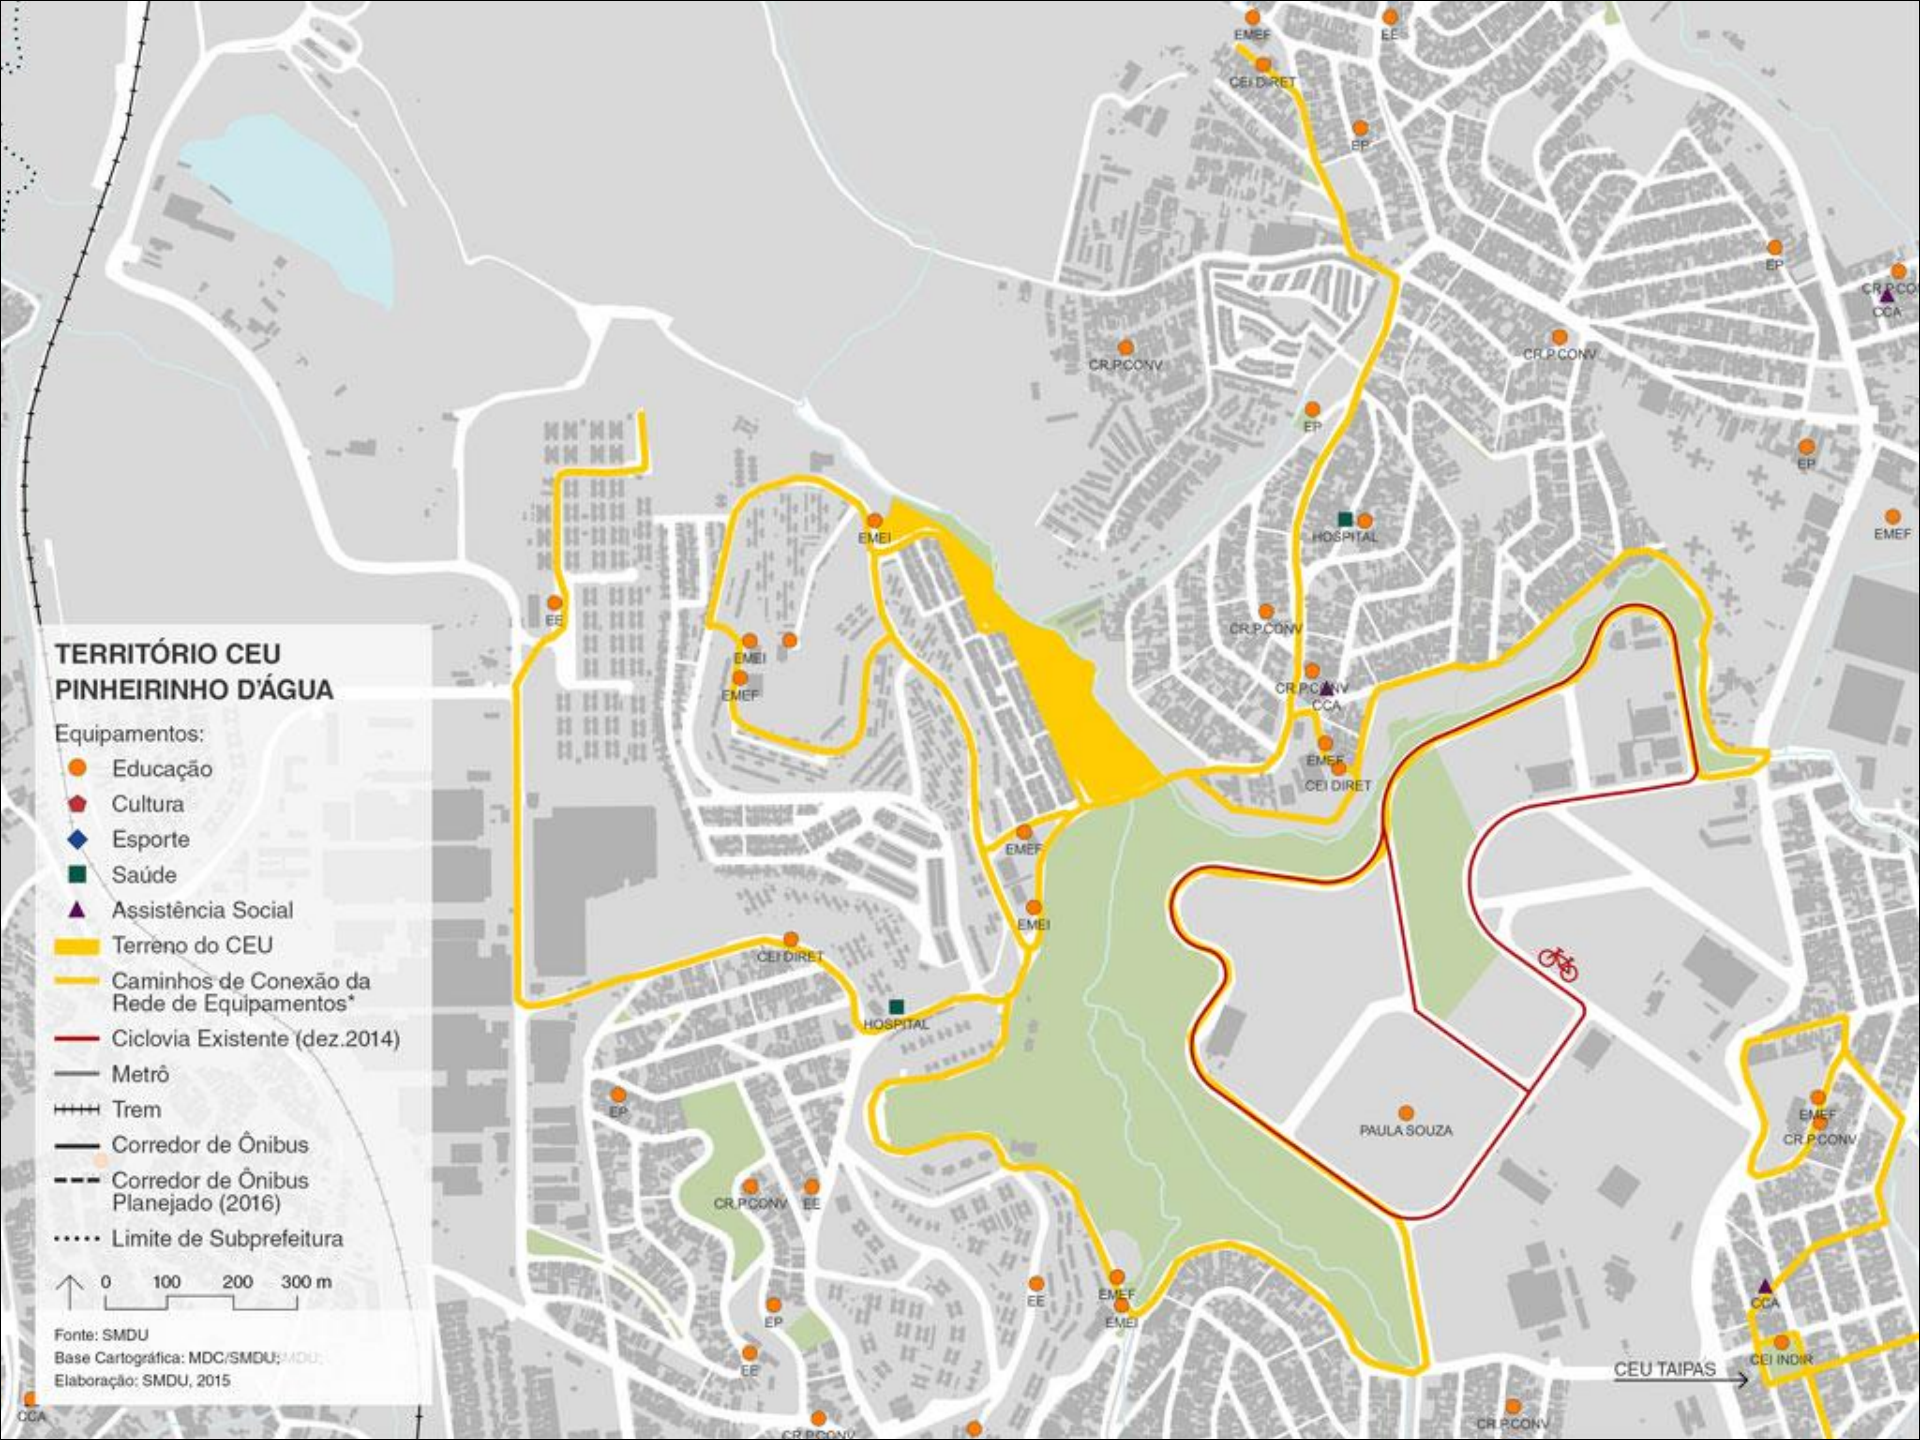 EMEF
EE
CEI DIRET
EP
EP
CR.P.CO
CCA
CR.P.CONV
CR.P.CONV
EP
EP
EMEI
HOSPITAL
EMEF
EE
CR.P.CONV
EMEI
EMEF
CR.P.CONV
CCA
EMEF
CEI DIRET
EMEF
EMEI
CEI DIRET
HOSPITAL
EP
PAULA SOUZA
EMEF
CR.P.CONV
CR.P.CONV
EE
EE
EMEF
EMEI
CCA
EP
EE
CEI INDIR
CEU TAIPAS
CCA
CR.P.CONV
CR.P.CONV
TERRITÓRIO CEU
PINHEIRINHO D'ÁGUA
Equipamentos:
Educação
Cultura
Esporte
Saúde
Assistência Social
Terreno do CEU
Caminhos de Conexão da
Rede de Equipamentos*
Ciclovia Existente (dez.2014)
Metrô
Trem
Corredor de Ônibus
Corredor de Ônibus
Planejado (2016)
Limite de Subprefeitura
0 100 200 300 m
Fonte: SMDU
Base Cartográfica: MDC/SMDU;
Elaboração: SMDU, 2015